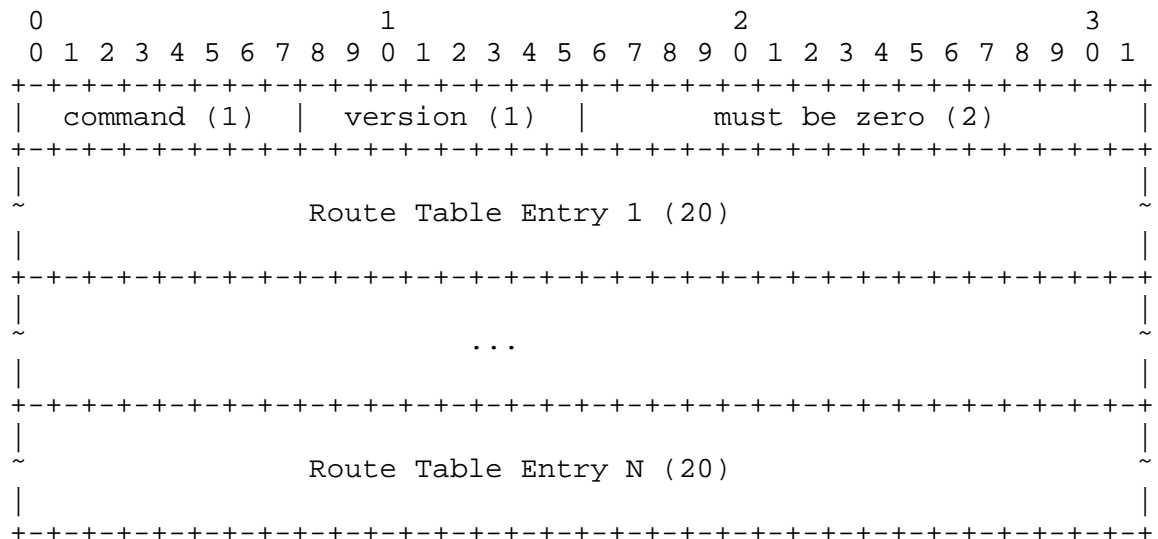 0                   1                   2                   3
 0 1 2 3 4 5 6 7 8 9 0 1 2 3 4 5 6 7 8 9 0 1 2 3 4 5 6 7 8 9 0 1
+-+-+-+-+-+-+-+-+-+-+-+-+-+-+-+-+-+-+-+-+-+-+-+-+-+-+-+-+-+-+-+-+
|  command (1)  |  version (1)  |       must be zero (2)        |
+-+-+-+-+-+-+-+-+-+-+-+-+-+-+-+-+-+-+-+-+-+-+-+-+-+-+-+-+-+-+-+-+
|                                                               |
~                Route Table Entry 1 (20)                       ~
|                                                               |
+-+-+-+-+-+-+-+-+-+-+-+-+-+-+-+-+-+-+-+-+-+-+-+-+-+-+-+-+-+-+-+-+
|                                                               |
~                         ...                                   ~
|                                                               |
+-+-+-+-+-+-+-+-+-+-+-+-+-+-+-+-+-+-+-+-+-+-+-+-+-+-+-+-+-+-+-+-+
|                                                               |
~                Route Table Entry N (20)                       ~
|                                                               |
+-+-+-+-+-+-+-+-+-+-+-+-+-+-+-+-+-+-+-+-+-+-+-+-+-+-+-+-+-+-+-+-+